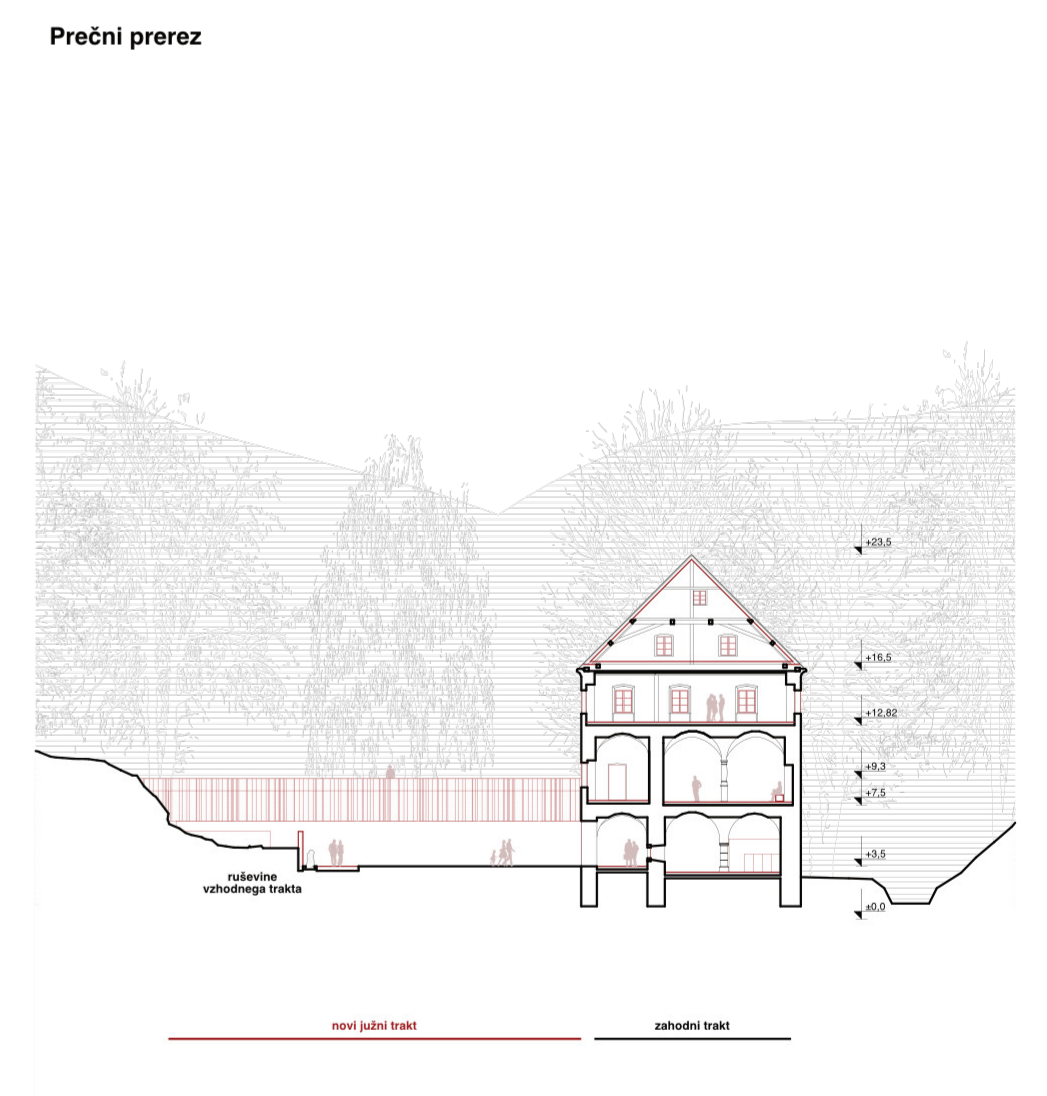 Prečni prerez
+23,5
+16,5
+12,82
+9,3
+7,5
+3,5
±0,0
ruševine
vzhodnega trakta
novi južni trakt
zahodni trakt